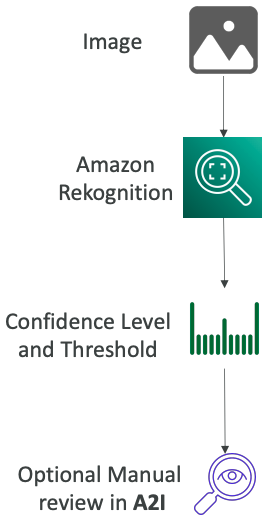 Image
Amazon
Rekognition
Confidence Level
and Threshold
Optional Manual
review in A2I